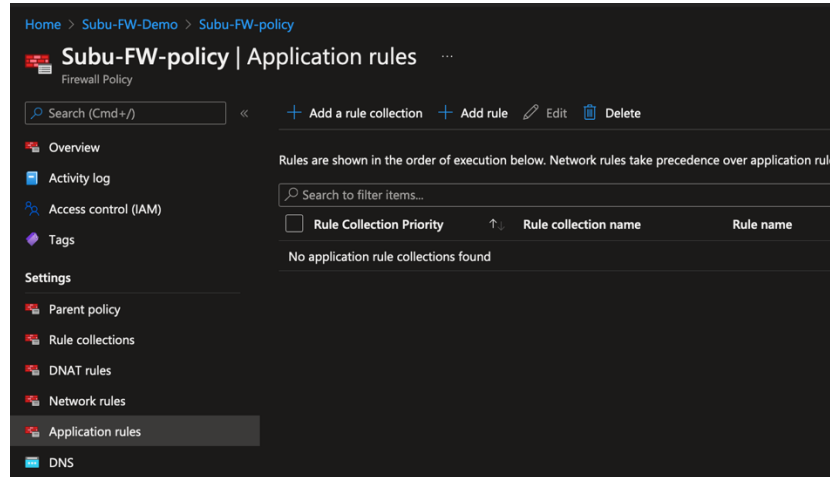 Home > Subu-FW-Demo > Subu-FW-policy
Subu-FW-policy | Application rules ...
Firewall Policy
Search (Cmd+/) «
Overview
Activity log
Access control (IAM)
Tags
Settings
Parent policy
Rule collections
DNAT rules
Network rules
Application rules
DNS
+ Add a rule collection + Add rule Edit Delete
Rules are shown in the order of execution below. Network rules take precedence over application rul
Search to filter items...
Rule Collection Priority ↑↓ Rule collection name Rule name
No application rule collections found